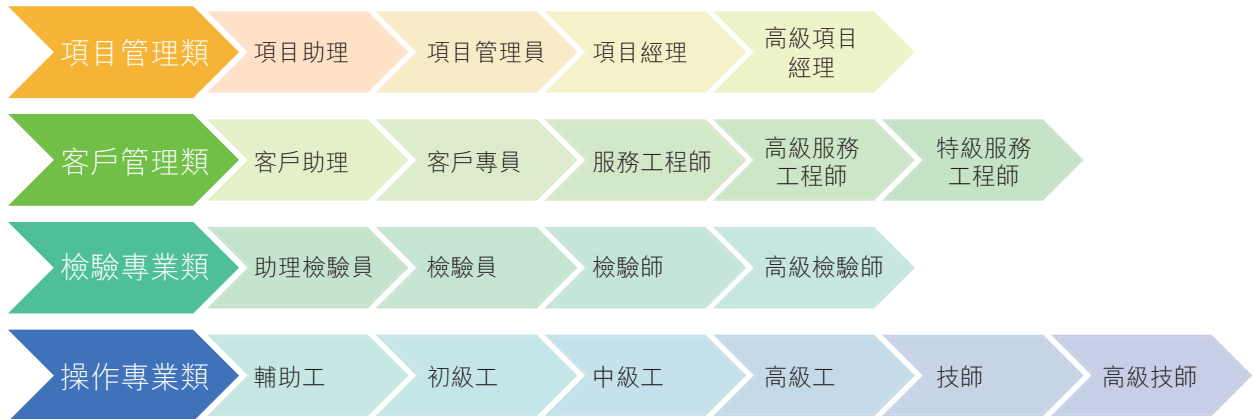 項目管理類
項目助理
項目管理員
項目經理
高級項目
經理
客戶管理類
客戶助理
客戶專員
服務工程師
高級服務
工程師
特級服務
工程師
檢驗專業類
助理檢驗員
檢驗員
檢驗師
高級檢驗師
操作專業類
輔助工
初級工
中級工
高級工
技師
高級技師